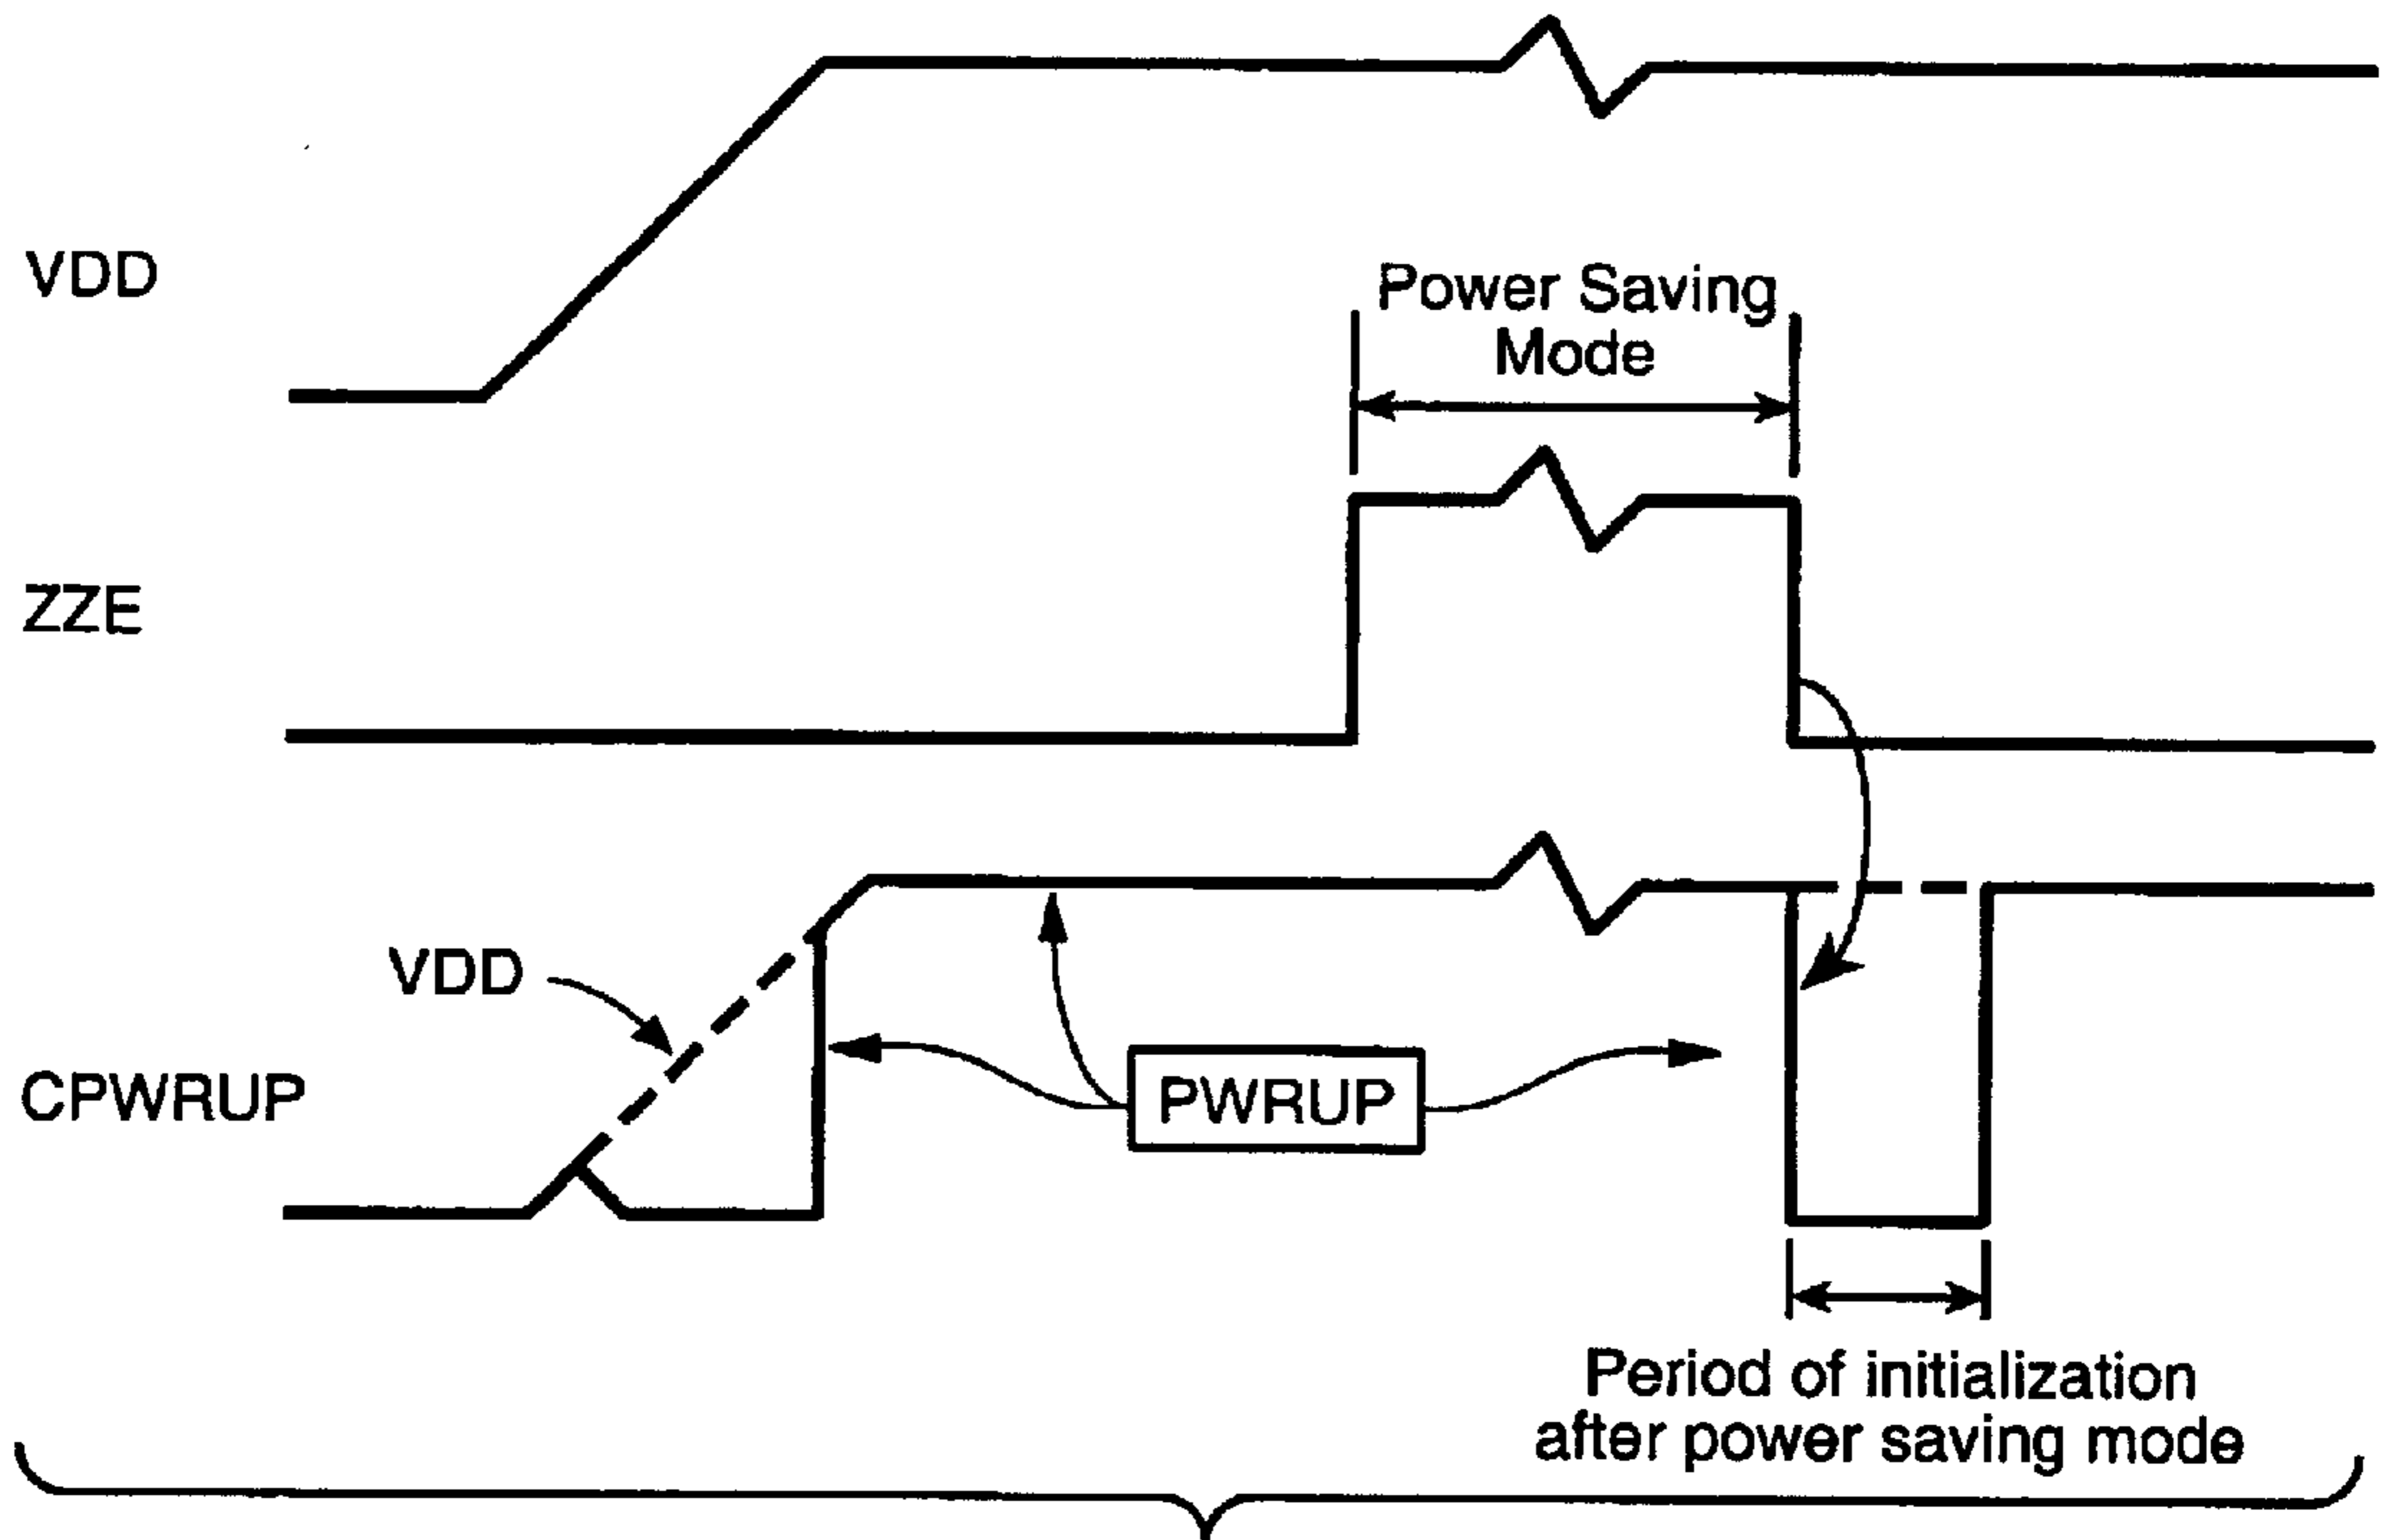 VDD
Power Saving
Mode
ZZE
VDD
CPWRUP
PWRUP
Period of initialization
after power saving mode